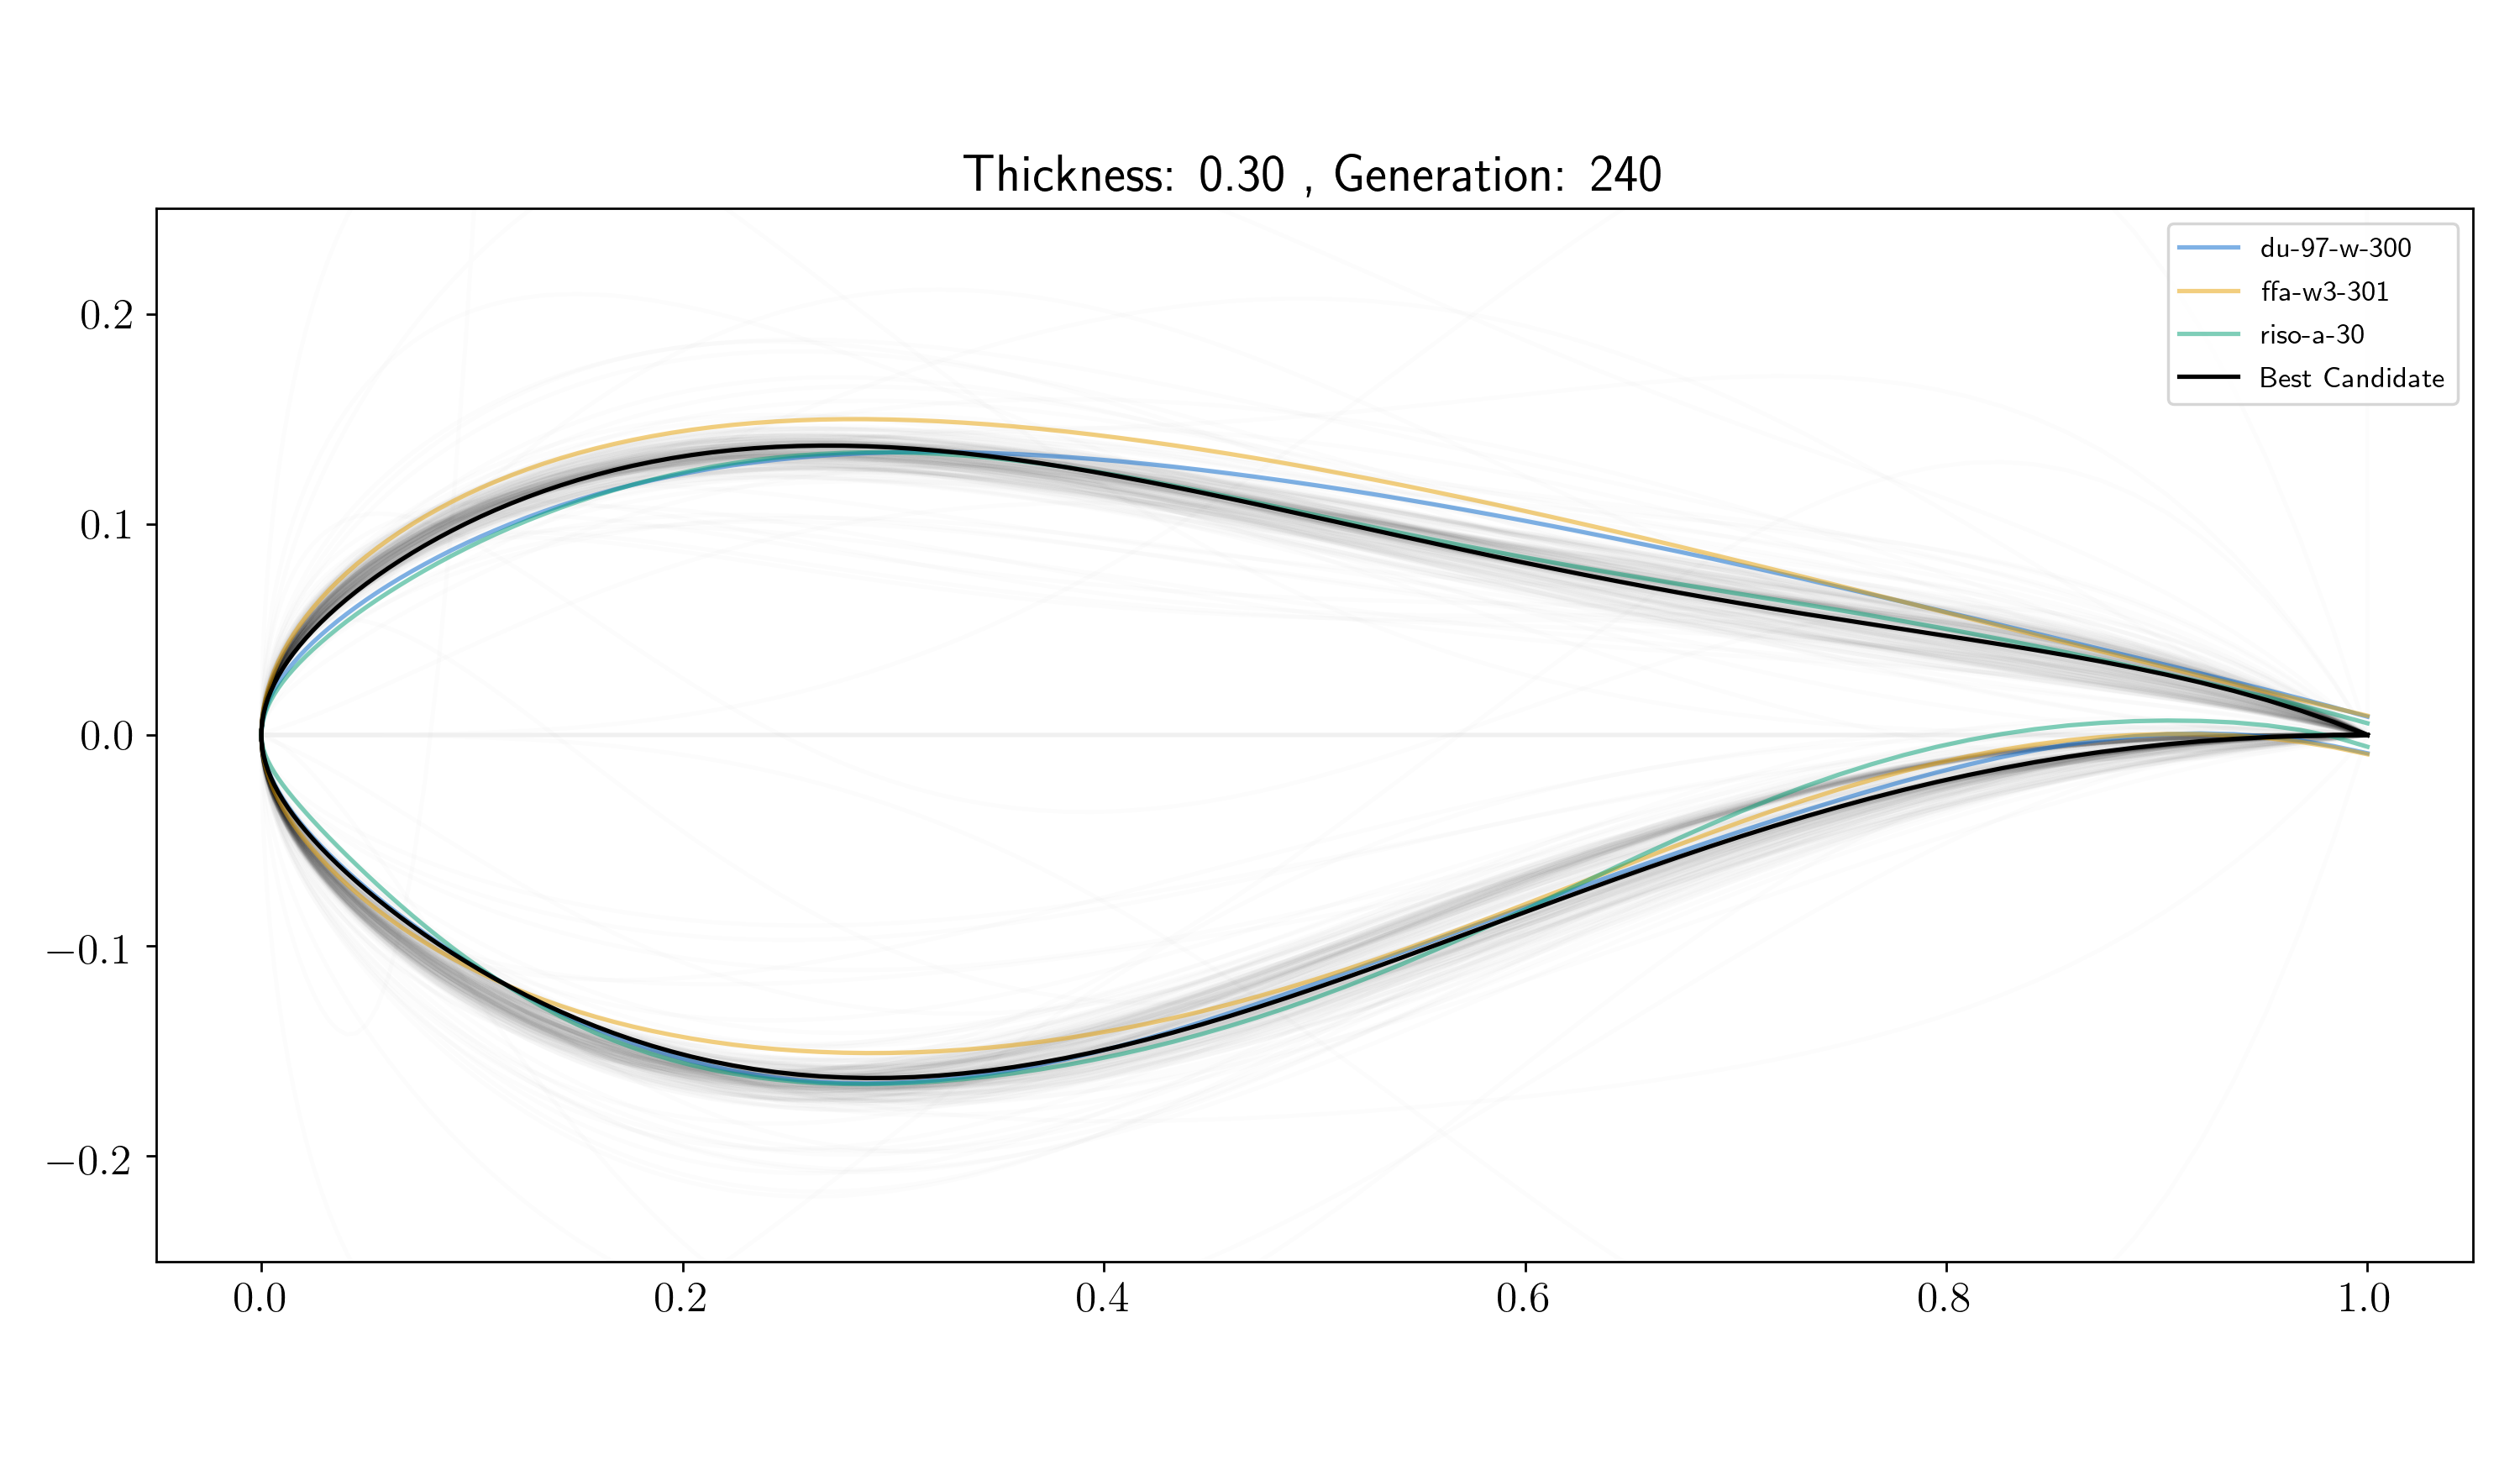 Thickness: 0.30 , Generation: 240
du-97-w-300
ffa-w3-301
riso-a-30
Best Candidate
0.2
0.1
0.0
−0.1
−0.2
0.0 0.2 0.4 0.6 0.8 1.0